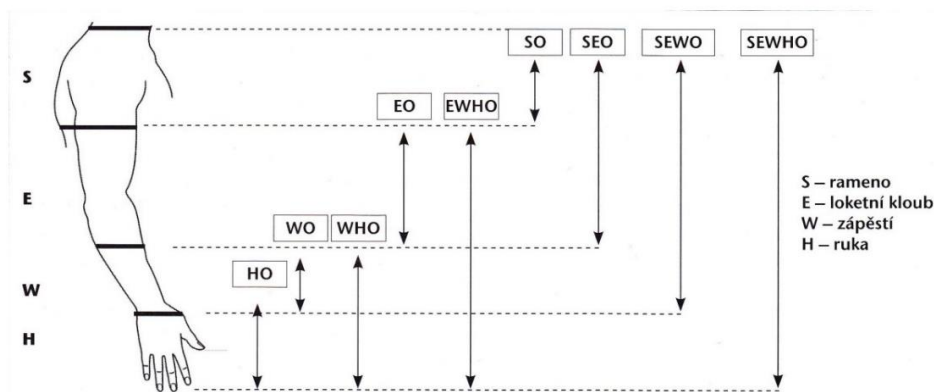 SO SEO SEWO SEWHO
S
EO EWHO
S – rameno
E – loketní kloub
E
W – zápěstí
WO WHO
H – ruka
HO
W
H